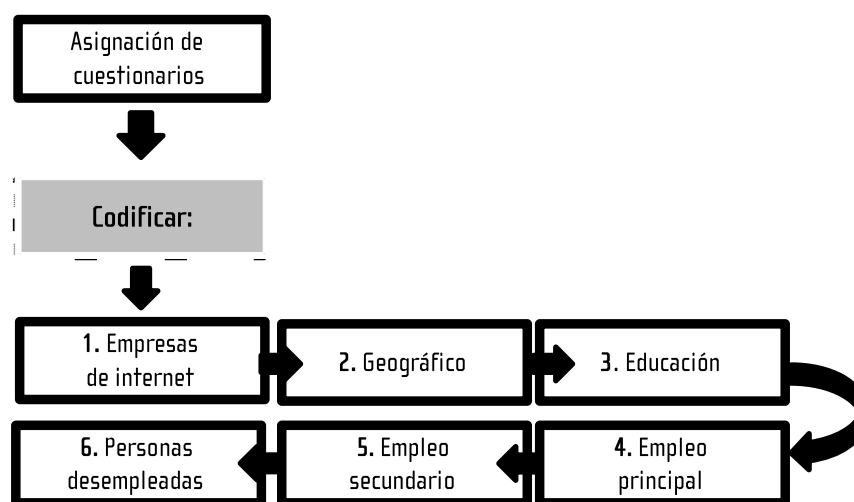 Asignación de
cuestionarios
Codificar:
1. Empresas
de internet
2. Geográfico
3. Educación
4. Empleo
principal
5. Empleo
secundario
6. Personas
desempleadas